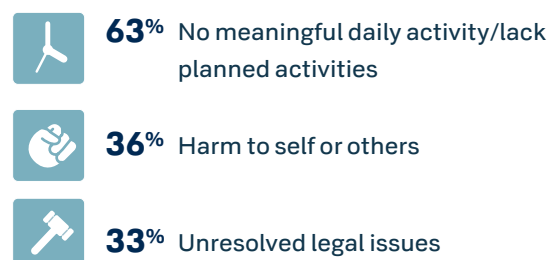 63% No meaningful daily activity/lack
planned activities
36% Harm to self or others
33% Unresolved legal issues